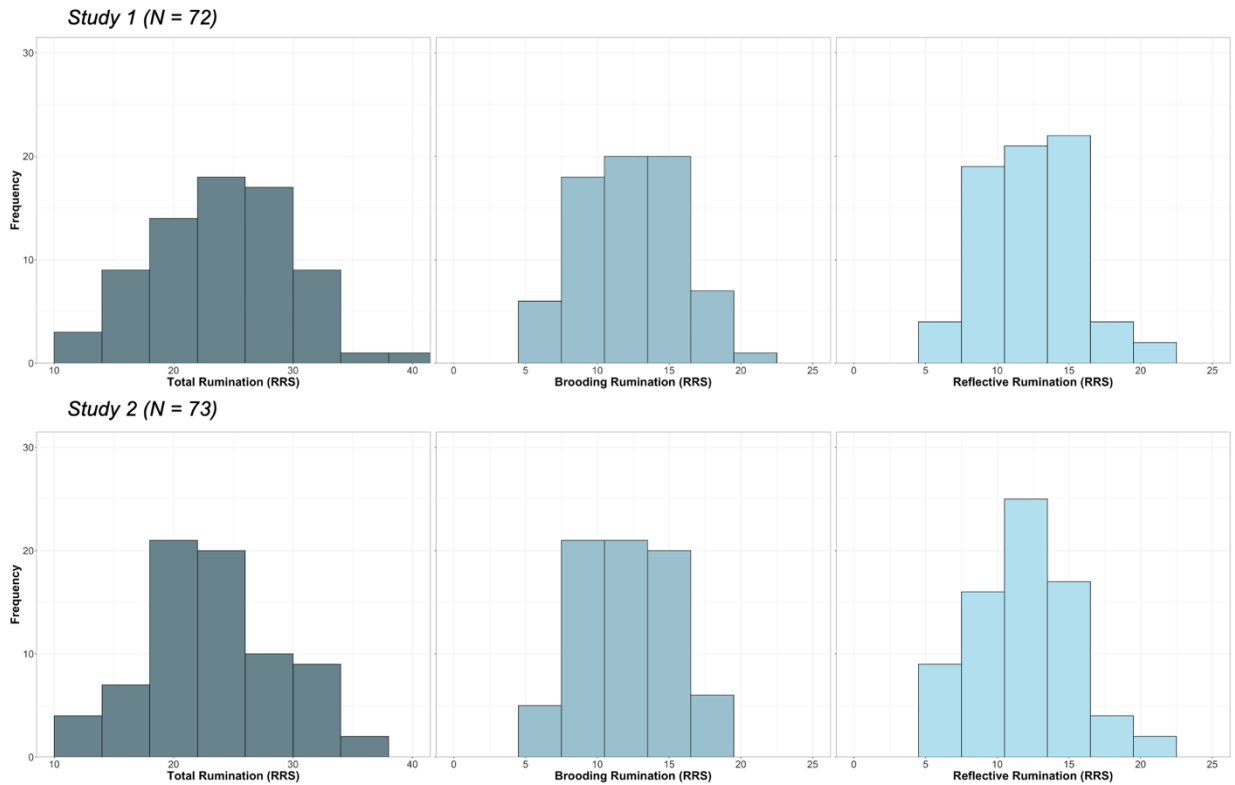 Study 1 (N = 72)
Frequency
30
20
10
0
10 20 30 40
Total Rumination (RRS)
0 5 10 15 20 25
Brooding Rumination (RRS)
0 5 10 15 20 25
Reflective Rumination (RRS)
Study 2 (N = 73)
Frequency
30
20
10
0
10 20 30 40
Total Rumination (RRS)
0 5 10 15 20 25
Brooding Rumination (RRS)
0 5 10 15 20 25
Reflective Rumination (RRS)